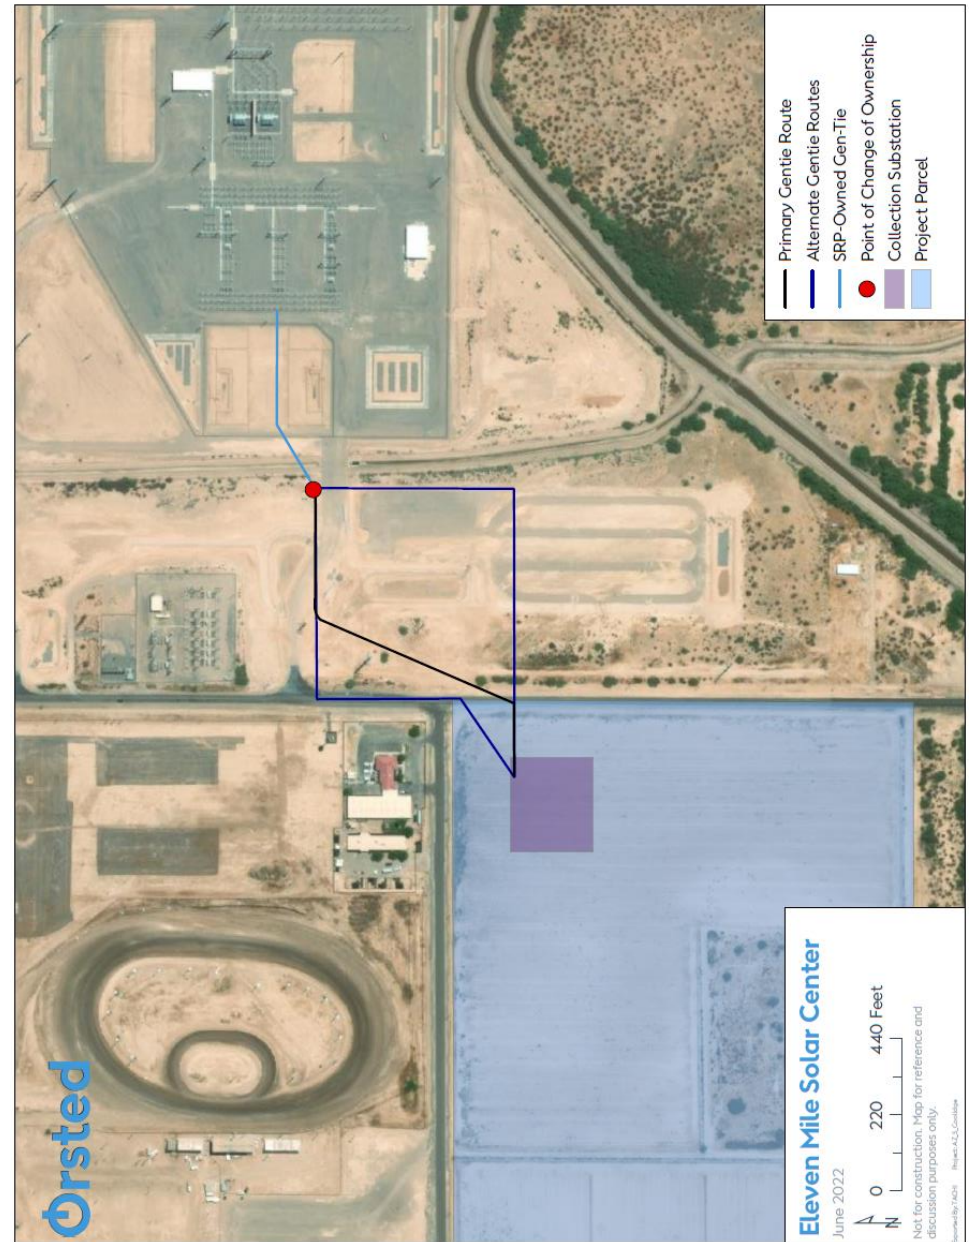 Ørsted
Primary Gentie Route
Alternate Gentie Routes
SRP-Owned Gen-Tie
Point of Change of Ownership
Collection Substation
Project Parcel
Eleven Mile Solar Center
June 2022
N
0 220 440 Feet
Not for construction. Map for reference and
discussion purposes only.